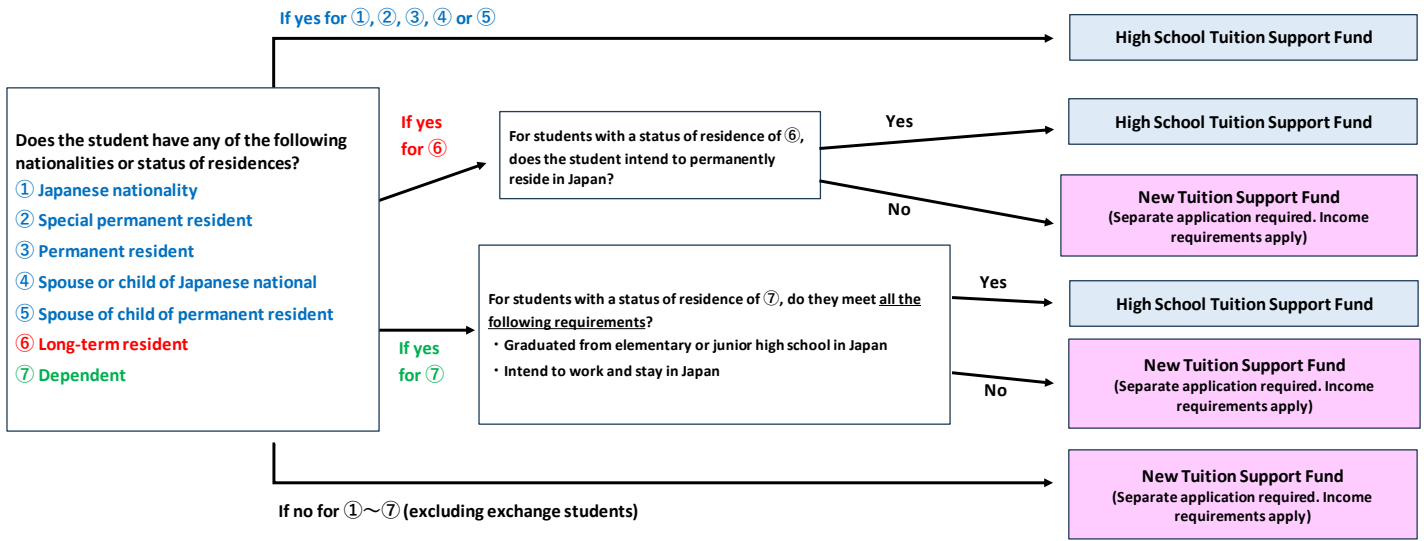 If yes for ①, ②, ③, ④ or ⑤
High School Tuition Support Fund
Does the student have any of the following
nationalities or status of residences?
① Japanese nationality
② Special permanent resident
③ Permanent resident
④ Spouse or child of Japanese national
⑤ Spouse of child of permanent resident
⑥ Long-term resident
⑦ Dependent
If yes
for ⑥
For students with a status of residence of ⑥,
does the student intend to permanently
reside in Japan?
Yes
High School Tuition Support Fund
No
New Tuition Support Fund
(Separate application required. Income
requirements apply)
If yes
for ⑦
For students with a status of residence of ⑦, do they meet all the
following requirements?
・Graduated from elementary or junior high school in Japan
・Intend to work and stay in Japan
Yes
High School Tuition Support Fund
No
New Tuition Support Fund
(Separate application required. Income
requirements apply)
If no for ①～⑦ (excluding exchange students)
New Tuition Support Fund
(Separate application required. Income
requirements apply)